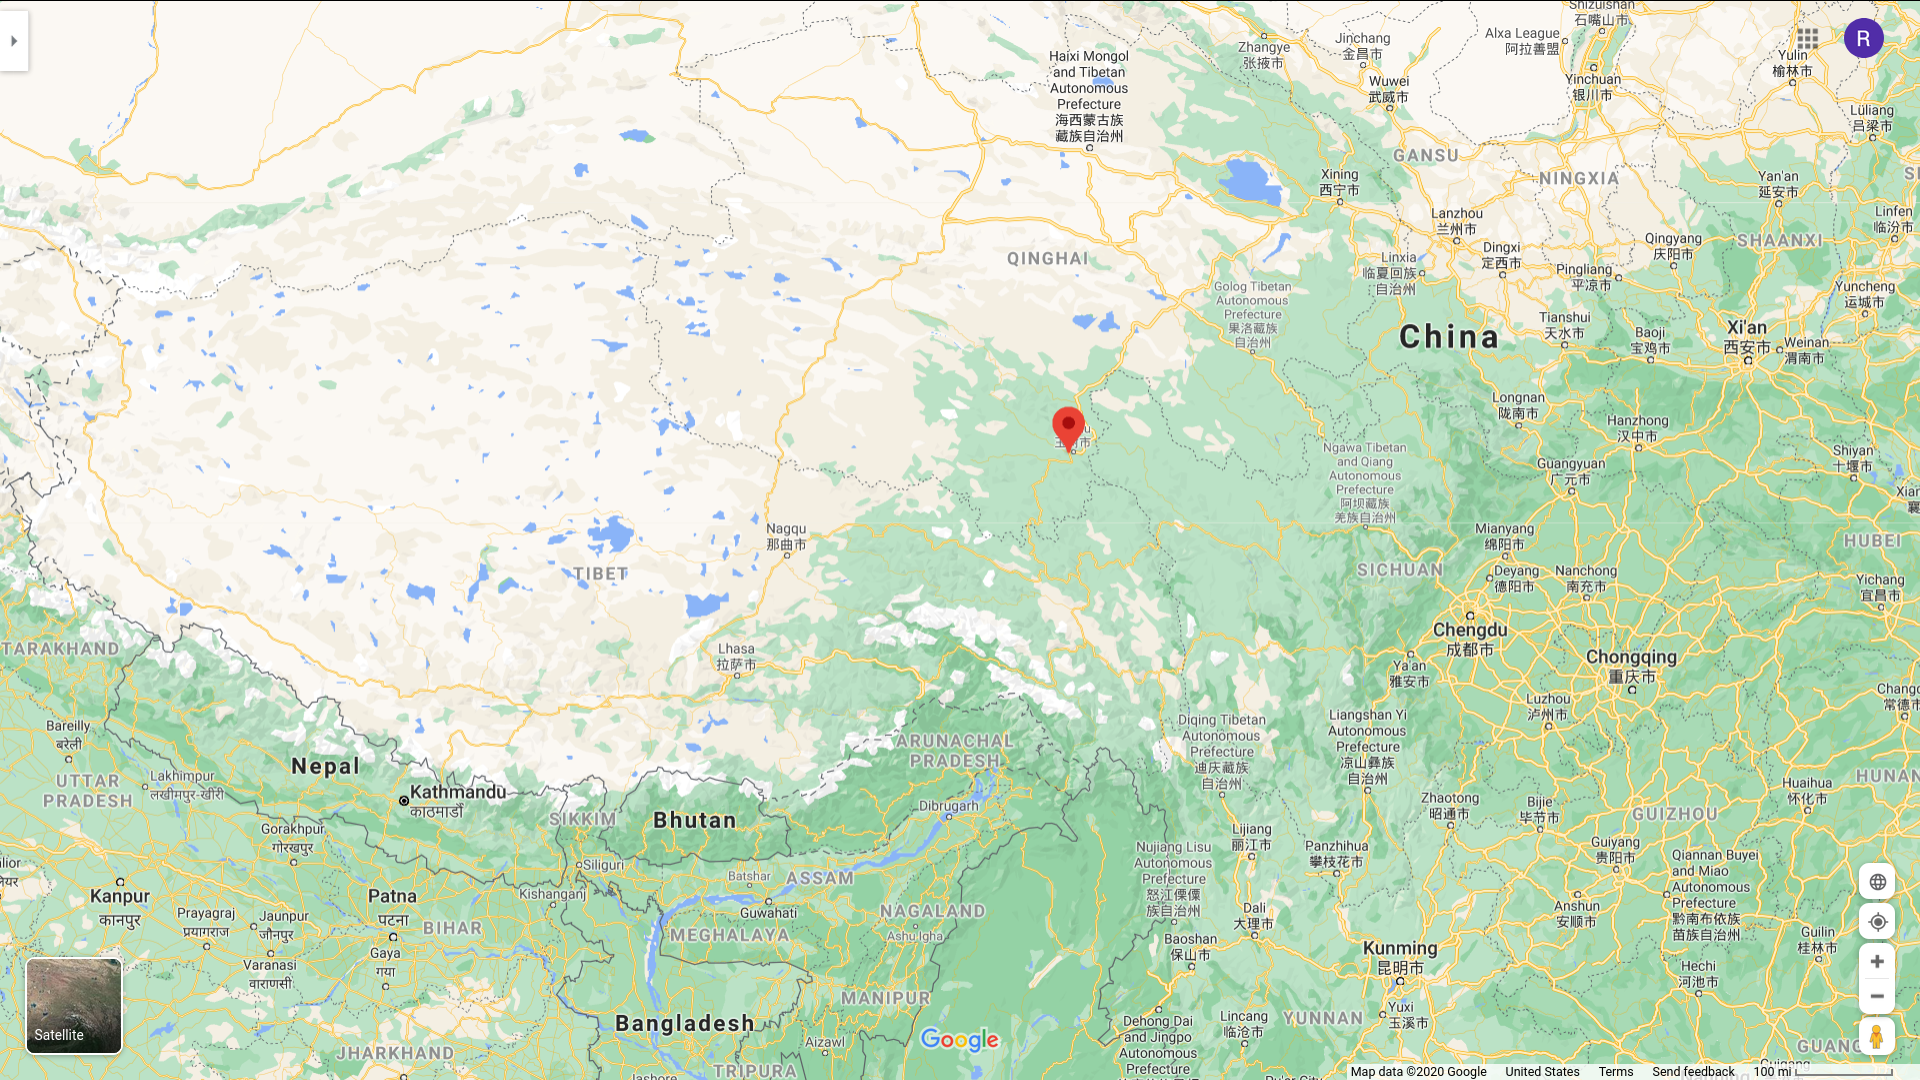 Shizuishan
石嘴山市
Zhangye
张掖市
Jinchang
金昌市
Alxa League
阿拉善盟
R
Yulin
榆林市
Haixi Mongol
and Tibetan
Autonomous
Prefecture
海西蒙古族
藏族自治州
Wuwei
武威市
Yinchuan
银川市
Lüliang
吕梁市
GANSU
NINGXIA
Xining
西宁市
Yan'an
延安市
Lanzhou
兰州市
Linfen
临汾市
Dingxi
定西市
Qingyang
庆阳市
SHAANXI
QINGHAI
Linxia
临夏回族
自治州
Pingliang
平凉市
Golog Tibetan
Autonomous
Prefecture
果洛藏族
自治州
Yuncheng
运城市
Tianshui
天水市
Baoji
宝鸡市
Xi'an
西安市
Weinan
渭南市
China
Longnan
陇南市
Hanzhong
汉中市
Ngawa Tibetan
and Qiang
Autonomous
Prefecture
阿坝藏族
羌族自治州
Guangyuan
广元市
Shiyan
十堰市
Nagqu
那曲市
Mianyang
绵阳市
HUBEI
TIBET
SICHUAN
Deyang
德阳市
Nanchong
南充市
Yichang
宜昌市
Chengdu
成都市
Lhasa
拉萨市
Ya'an
雅安市
Chongqing
重庆市
Luzhou
泸州市
TARAKHAND
Bareilly
बरेली
Diqing Tibetan
Autonomous
Prefecture
迪庆藏族
自治州
Liangshan Yi
Autonomous
Prefecture
凉山彝族
自治州
ARUNACHAL
PRADESH
Nepal
UTTAR
PRADESH
Lakhimpur
लखीमपुर-खीरी
Kathmandu
काठमाडौं
HUNAN
Huaihua
怀化市
Dibrugarh
Zhaotong
昭通市
Bijie
毕节市
GUIZHOU
SIKKIM
Bhutan
Gorakhpur
गोरखपुर
Lijiang
丽江市
Panzhihua
攀枝花市
Guiyang
贵阳市
Qiannan Buyei
and Miao
Autonomous
Prefecture
黔南布依族
苗族自治州
Siliguri
Batshar
ASSAM
Nujiang Lisu
Autonomous
Prefecture
怒江傈僳
族自治州
Kanpur
कानपुर
Patna
पटना
Kishanganj
Guwahati
NAGALAND
Dali
大理市
Anshun
安顺市
Prayagraj
प्रयागराज
Jaunpur
जौनपुर
BIHAR
MEGHALAYA
Ashu Igha
Guilin
桂林市
Gaya
गया
Baoshan
保山市
Kunming
昆明市
Varanasi
वाराणसी
Hechi
河池市
MANIPUR
Yuxi
玉溪市
Bangladesh
Lincang
临沧市
YUNNAN
Dehong Dai
and Jingpo
Autonomous
Prefecture
Satellite
JHARKHAND
Google
Aizawl
TRIPURA
Map data ©2020 Google United States Terms Send feedback 100 mi